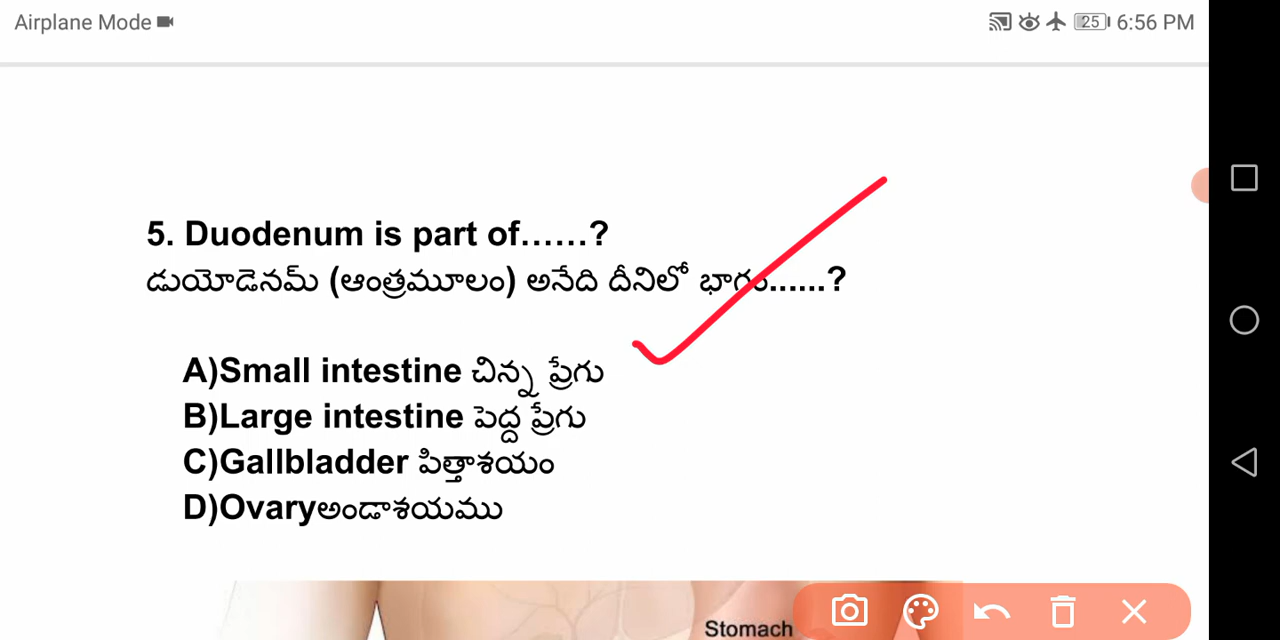 Airplane Mode
25 6:56 PM
5. Duodenum is part of......?
డుయోడెనమ్ (ఆంత్రమూలం) అనేది దీనిలో భాగం......?
A)Small intestine చిన్న ప్రేగు
B)Large intestine పెద్ద ప్రేగు
C)Gallbladder పిత్తాశయం
D)Ovaryఅండాశయము
Stomach